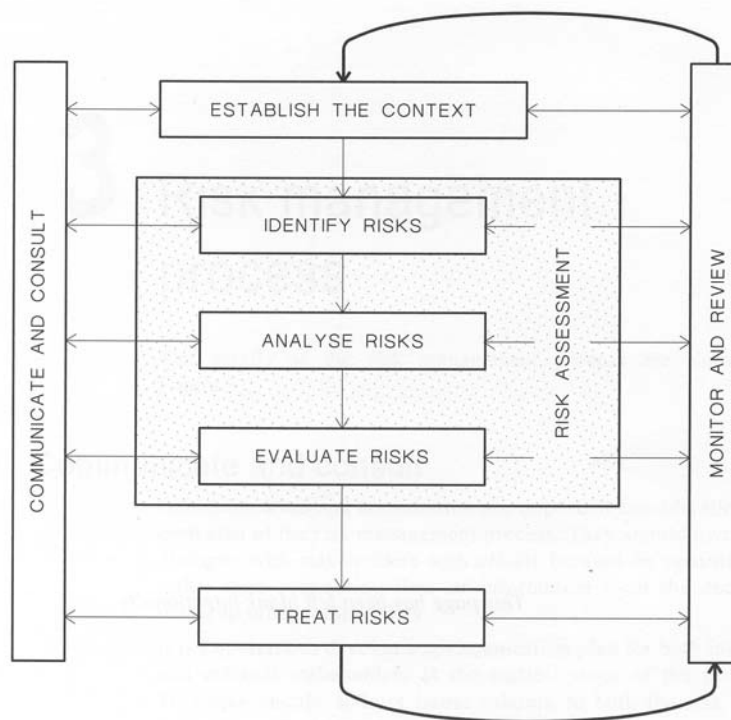 ESTABLISH THE CONTEXT
COMMUNICATE AND CONSULT
IDENTIFY RISKS
ANALYSE RISKS
EVALUATE RISKS
RISK ASSESSMENT
MONITOR AND REVIEW
TREAT RISKS